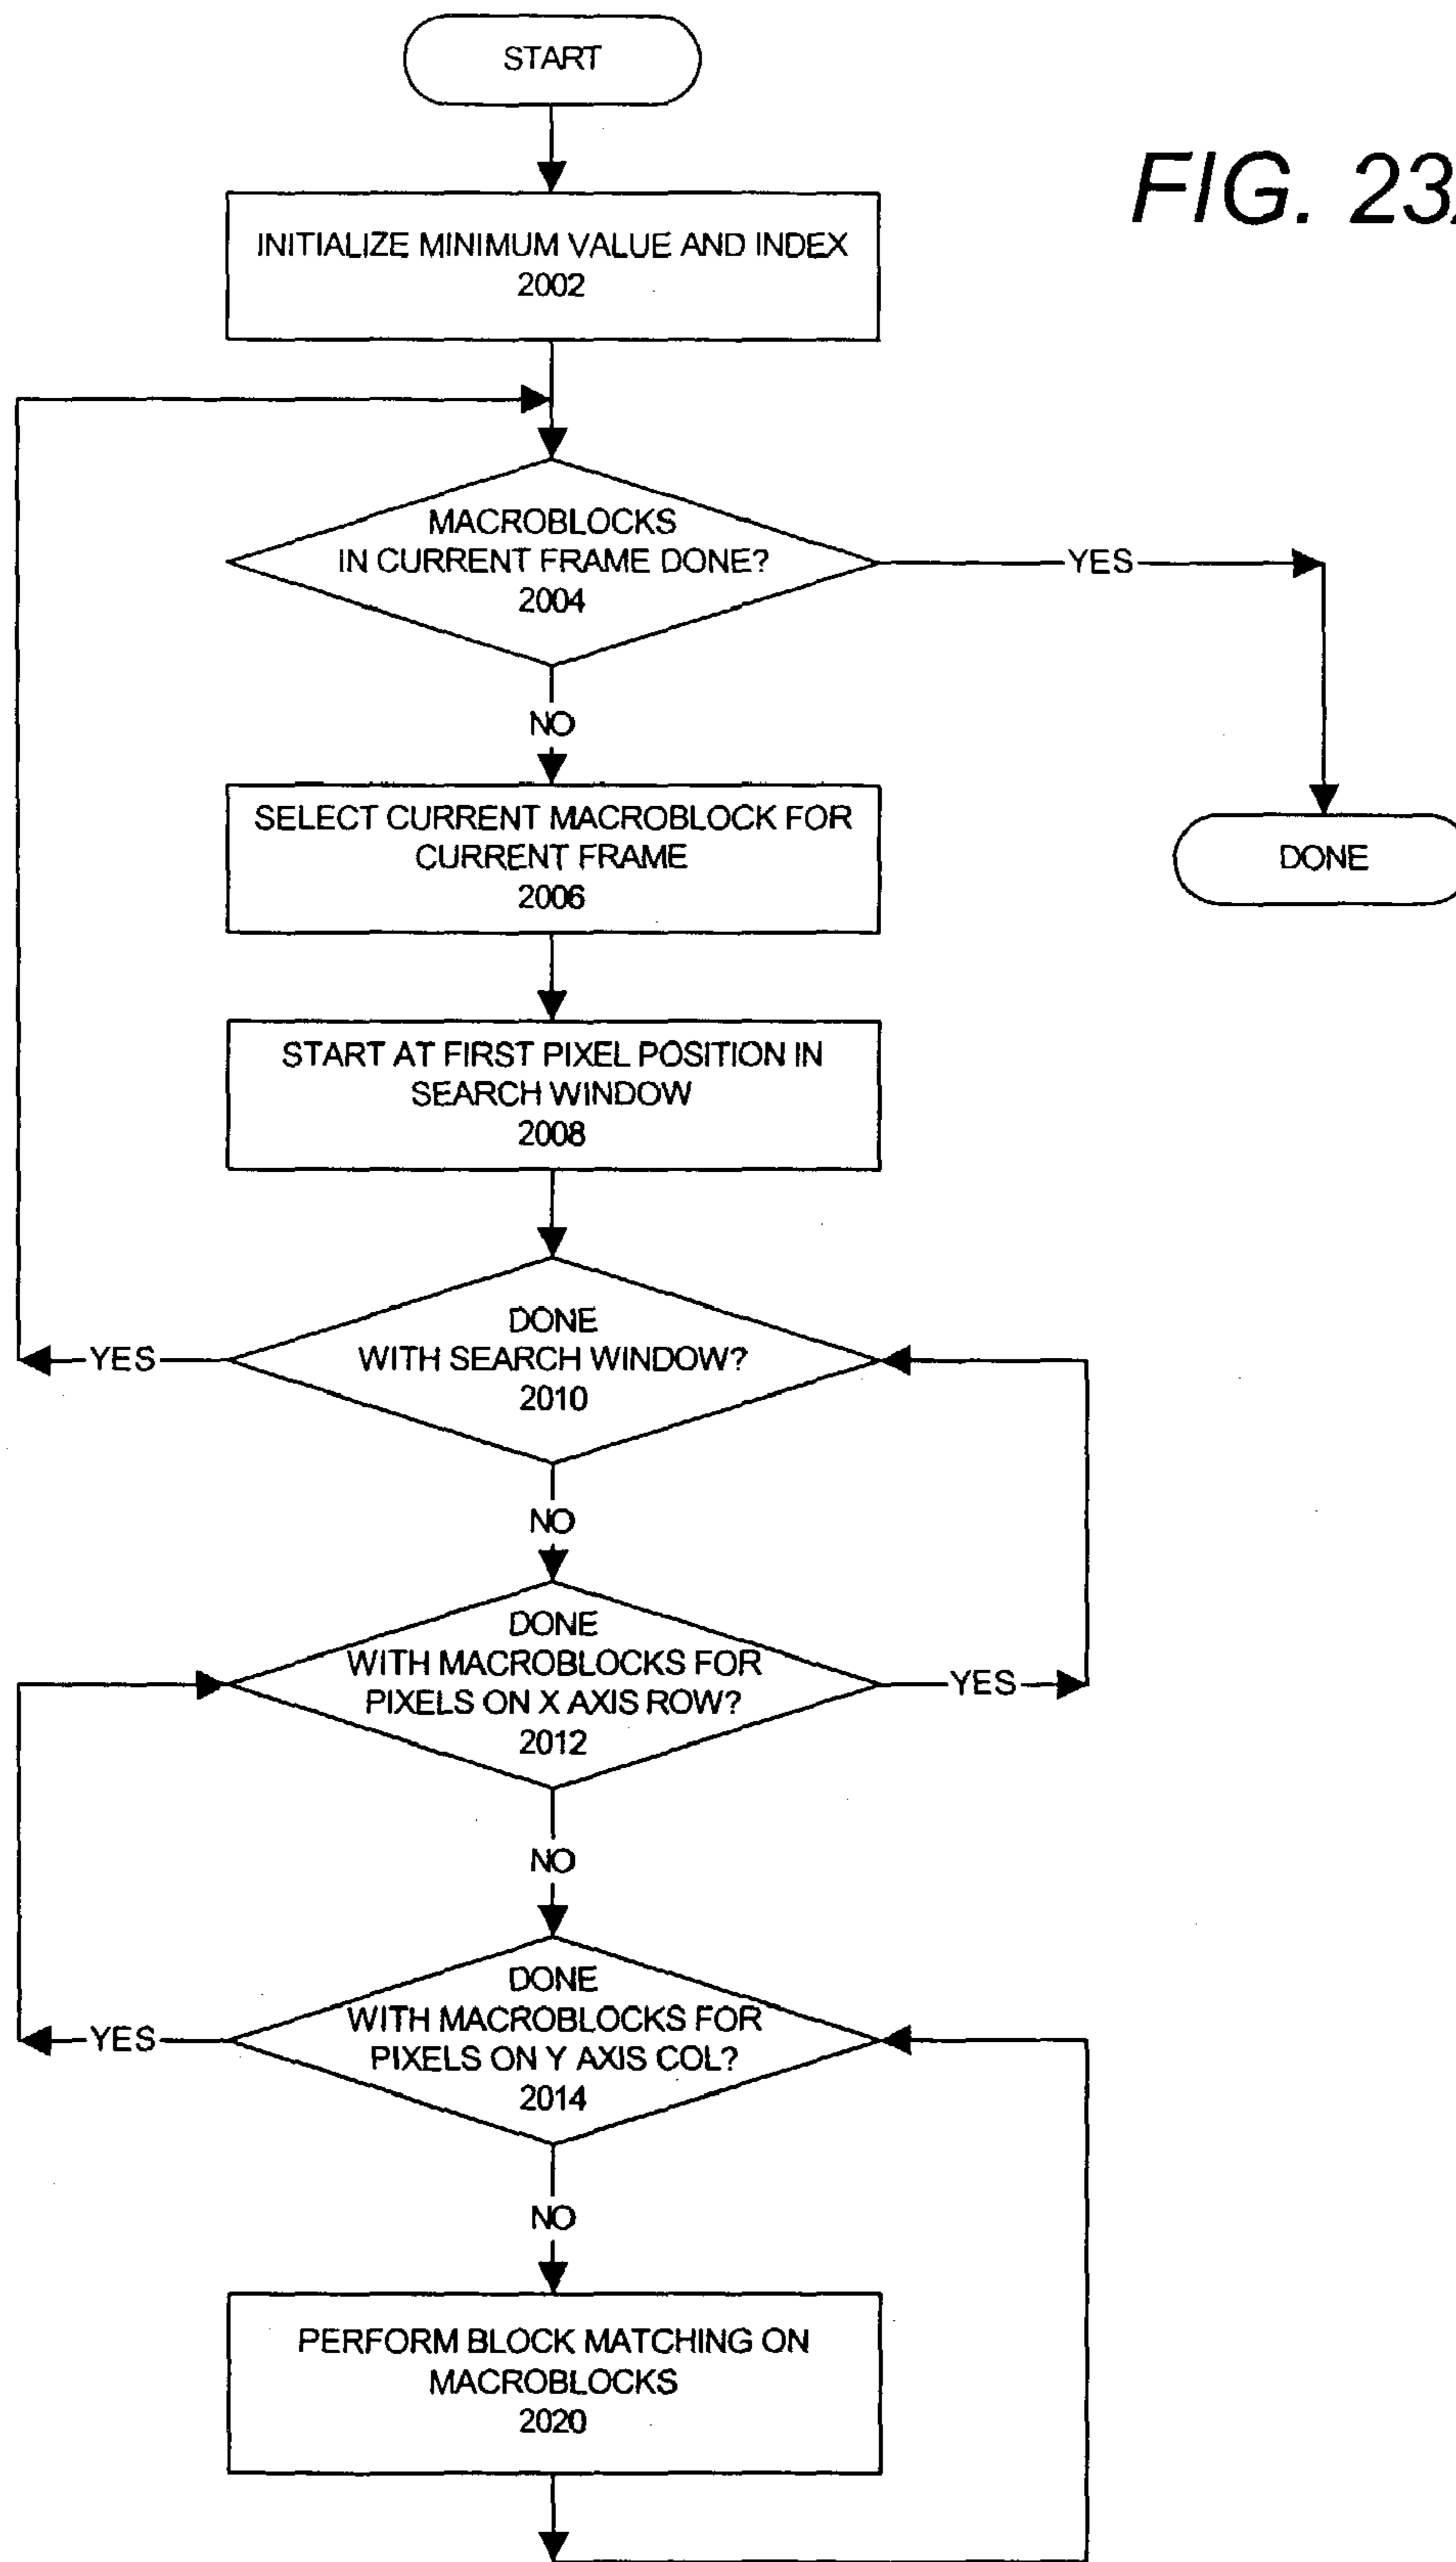 START
FIG. 23
INITIALIZE MINIMUM VALUE AND INDEX
2002
MACROBLOCKS
IN CURRENT FRAME DONE?
2004
YES
NO
SELECT CURRENT MACROBLOCK FOR
CURRENT FRAME
2006
DONE
START AT FIRST PIXEL POSITION IN
SEARCH WINDOW
2008
DONE
WITH SEARCH WINDOW?
2010
YES
NO
DONE
WITH MACROBLOCKS FOR
PIXELS ON X AXIS ROW?
2012
YES
NO
DONE
WITH MACROBLOCKS FOR
PIXELS ON Y AXIS COL?
2014
YES
NO
PERFORM BLOCK MATCHING ON
MACROBLOCKS
2020